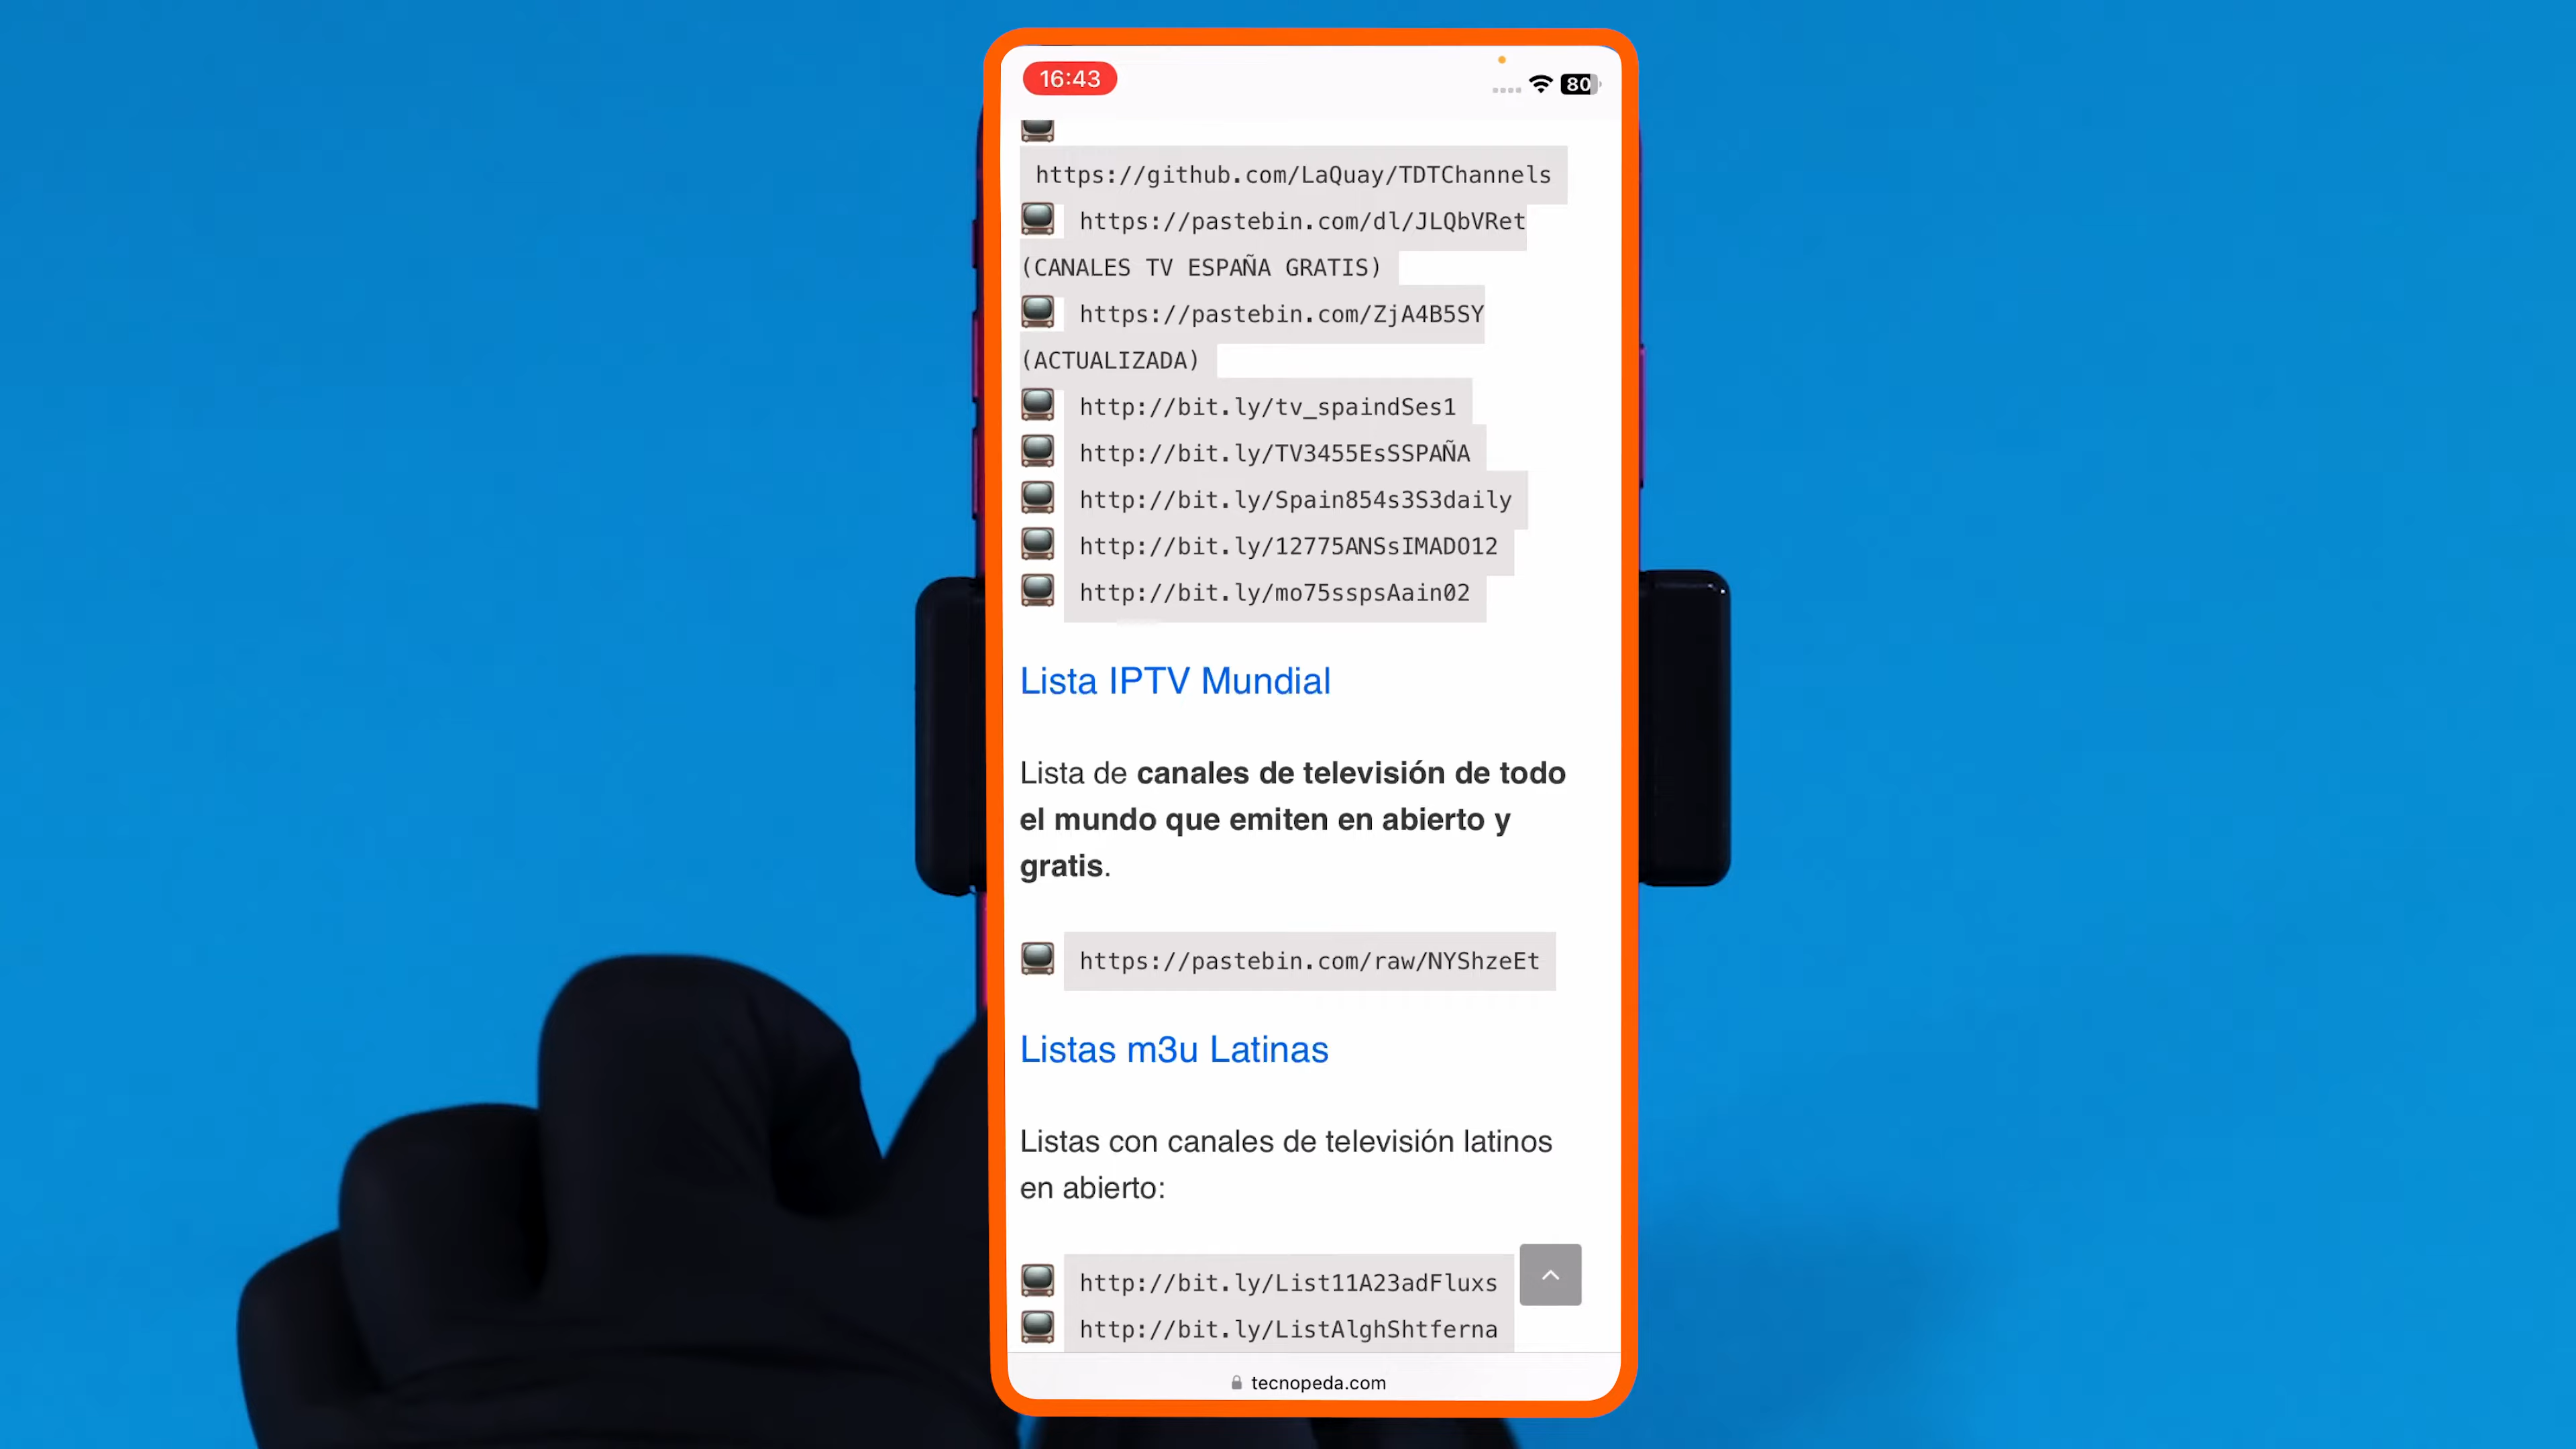 16:43
80
https://github.com/LaQuay/TDTChannels
https://pastebin.com/dl/JLQbVRet
(CANALES TV ESPAÑA GRATIS)
https://pastebin.com/ZjA4B5SY
(ACTUALIZADA)
http://bit.ly/tv_spaindSes1
http://bit.ly/TV3455EsSSPAÑA
http://bit.ly/Spain854s3S3daily
http://bit.ly/12775ANSsIMADO12
http://bit.ly/mo75sspsAain02
Lista IPTV Mundial
Lista de canales de televisión de todo
el mundo que emiten en abierto y
gratis.
https://pastebin.com/raw/NYShzeEt
Listas m3u Latinas
Listas con canales de televisión latinos
en abierto:
http://bit.ly/List11A23adFluxs
http://bit.ly/ListAlghShtferna
tecnopeda.com